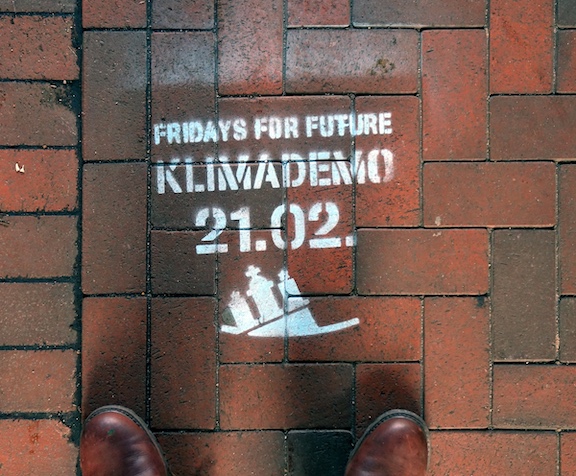 FRIDAYS FOR FUTURE
KLIMADEMO
21.02.